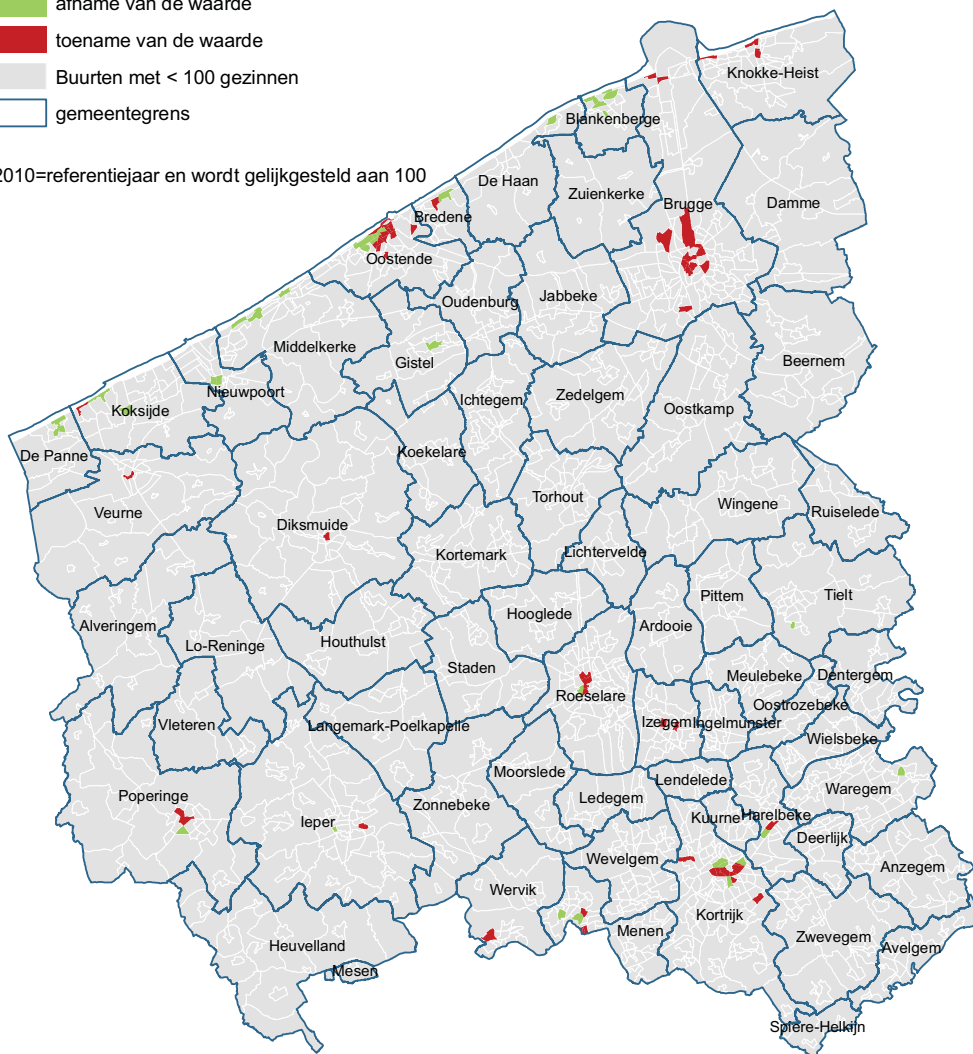 afname van de waarde
toename van de waarde
Buurten met < 100 gezinnen
gemeentegrens
2010=referentiejaar en wordt gelijkgesteld aan 100
Knokke-Heist
Blankenberge
De Haan
Zuienkerke
Brugge
Damme
Bredene
Oostende
Oudenburg
Jabbeke
Middelkerke
Gistel
Beernem
Nieuwpoort
Ichtegem
Zedelgem
Oostkamp
Koksijde
De Panne
Koekelare
Veurne
Torhout
Wingene
Ruiselede
Diksmuide
Kortemark
Lichtervelde
Pittem
Tielt
Hooglede
Ardooie
Alveringem
Lo-Reninge
Houthulst
Staden
Meulebeke
Dentergem
Roeselare
Oostrozebeke
Vleteren
Langemark-Poelkapelle
Izegem
Ingelmunster
Wielsbeke
Moorslede
Lendelede
Waregem
Poperinge
Ieper
Zonnebeke
Ledegem
Kuurne
Harelbeke
Deerlijk
Wevelgem
Anzegem
Wervik
Kortrijk
Menen
Zwevegem
Heuvelland
Avelgem
Mesen
Spiere-Helkijn